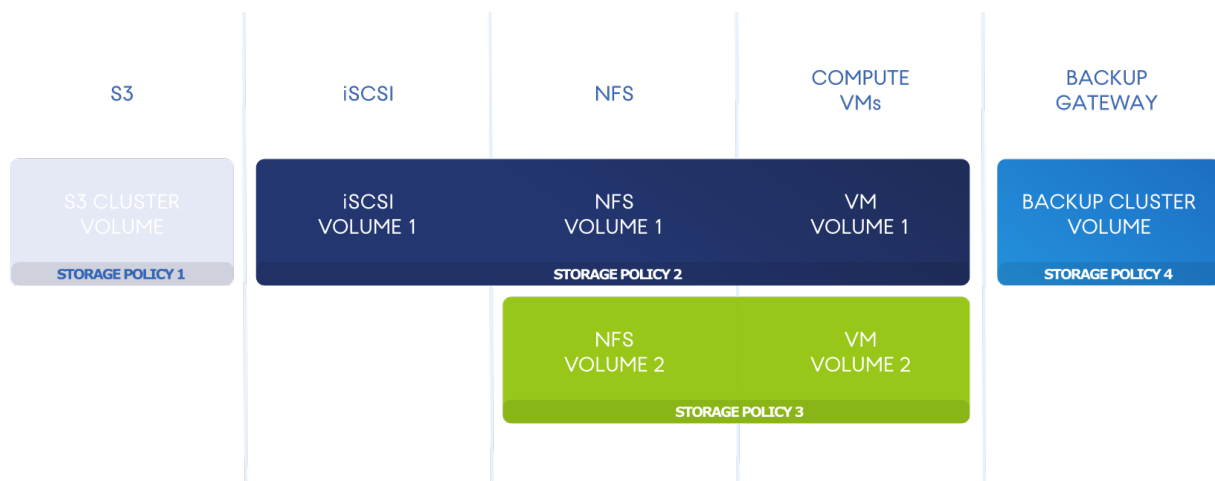 S3
iSCSI
NFS
COMPUTE
VMs
BACKUP
GATEWAY
S3 CLUSTER
VOLUME
STORAGE POLICY 1
iSCSI
VOLUME 1
NFS
VOLUME 1
VM
VOLUME 1
STORAGE POLICY 2
BACKUP CLUSTER
VOLUME
STORAGE POLICY 4
NFS
VOLUME 2
VM
VOLUME 2
STORAGE POLICY 3